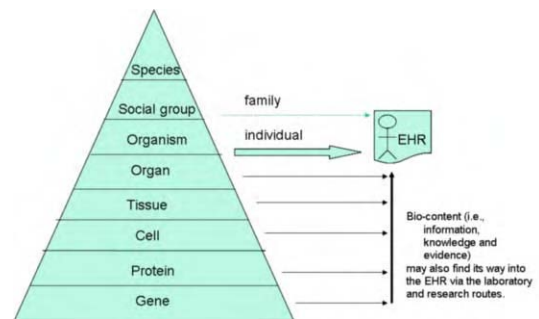 Species
Social group
family
Organism
individual
EHR
Organ
Tissue
Cell
Protein
Gene
Bio-content (i.e.,
information,
knowledge and
evidence)
may also find its way into
the EHR via the laboratory
and research routes.